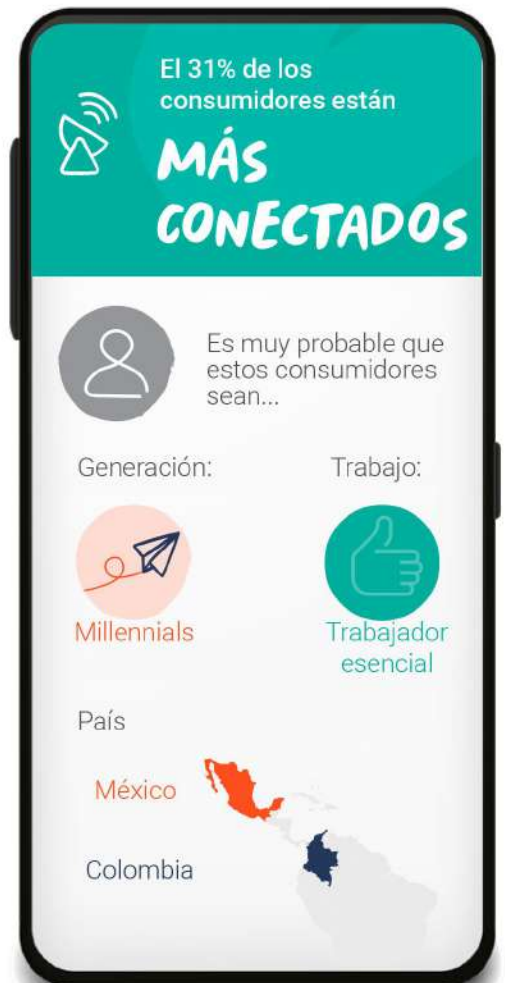 El 31% de los
consumidores están
MÁS
CONECTADOS
Es muy probable que
estos consumidores
sean...
Generación:
Trabajo:
Millennials
Trabajador
esencial
País
México
Colombia